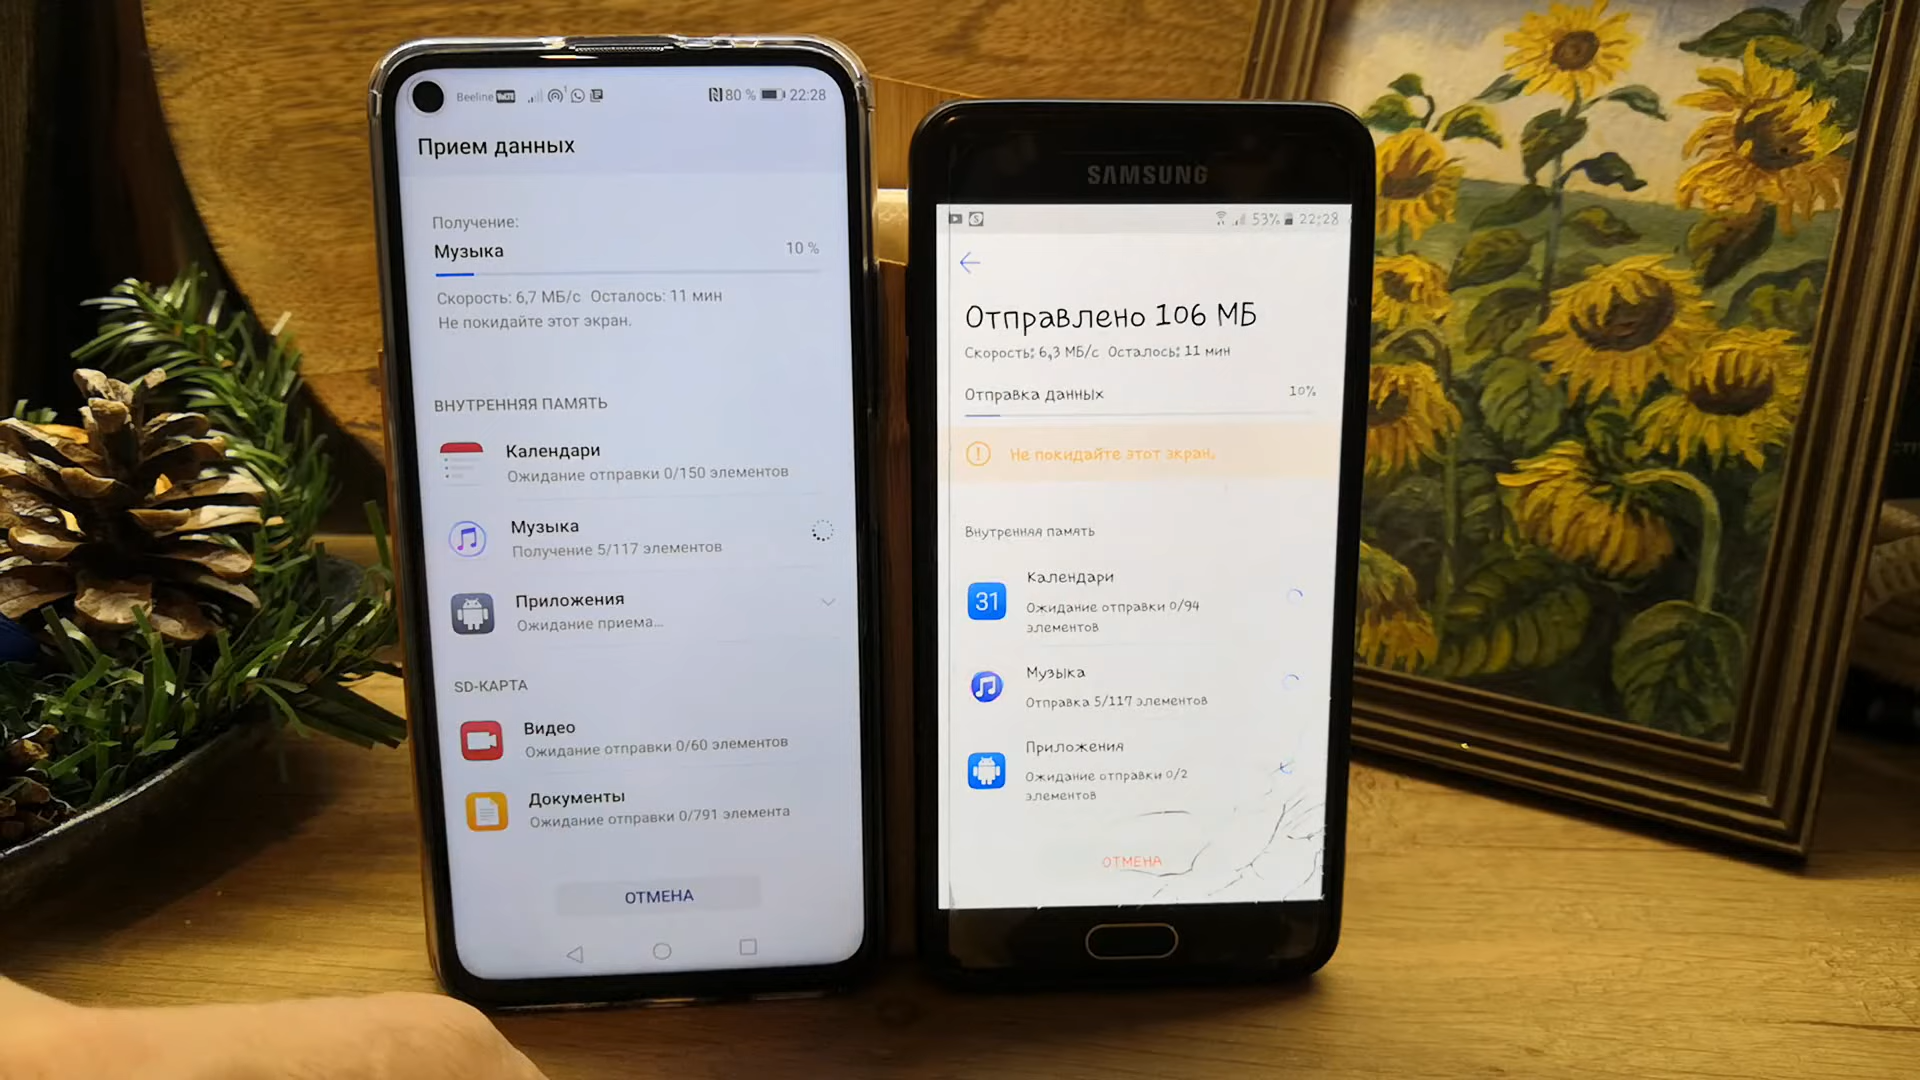 Beeline VoLTE 80 % 22:28
Прием данных
Получение:
Музыка 10 %
Скорость: 6,7 МБ/с Осталось: 11 мин
Не покидайте этот экран.
ВНУТРЕННЯЯ ПАМЯТЬ
Календари
Ожидание отправки 0/150 элементов
Музыка
Получение 5/117 элементов
Приложения
Ожидание приема...
SD-КАРТА
Видео
Ожидание отправки 0/60 элементов
Документы
Ожидание отправки 0/791 элемента
ОТМЕНА
SAMSUNG
53% 22:28
Отправлено 106 МБ
Скорость: 6,3 МБ/с Осталось: 11 мин
Отправка данных 10%
Не покидайте этот экран.
Внутренняя память
31
Календари
Ожидание отправки 0/94
элементов
Музыка
Отправка 5/117 элементов
Приложения
Ожидание отправки 0/2
элементов
ОТМЕНА